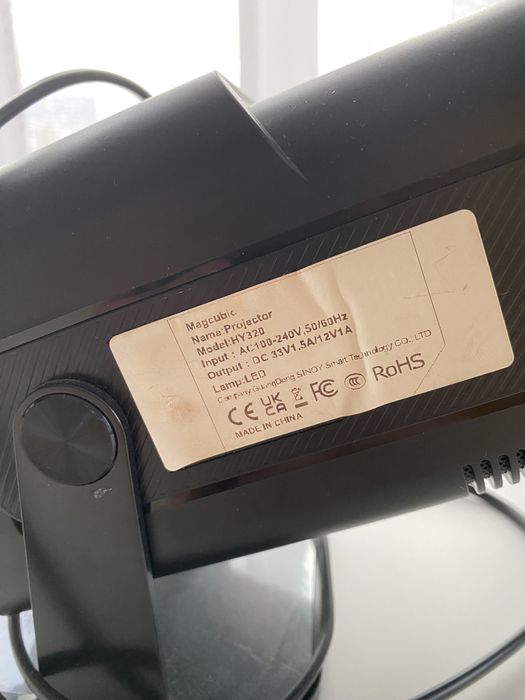 Magcubic
Name:Projector
Model:HY320
Input : AC100-240V,50/60Hz
Output : DC 33V1.5A/12V1A
Lamp:LED
Company:GuangDong SINOY Smart Technology CO., LTD
CE UK CA FC CCC RoHS
MADE IN CHINA